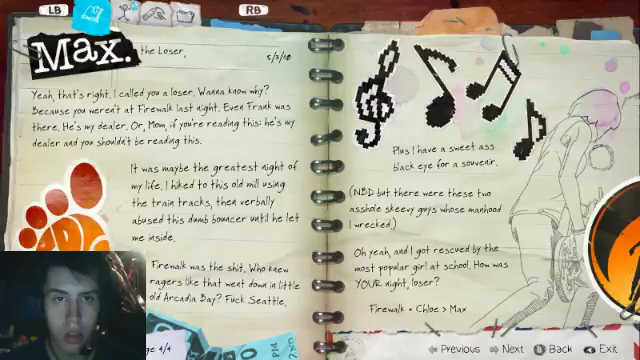 LB
RB
Max.
the Loser,
Yeah, that's right. I called you a loser. Wanna know why?
Because you weren't at Firewalk last night. Even Frank was
there. He's my dealer. Or, Mom, if you're reading this: he's my
dealer and you shouldn't be reading this.
It was maybe the greatest night of
my life. I hiked to this old mill using
the train tracks, then verbally
abused this dumb bouncer until he let
me inside.
Firewalk was the shit. Who knew
ragers like that went down in little
old Arcadia Bay? Fuck Seattle.
Plus I have a sweet ass
black eye for a souvenir.
(NBD but there were these two
asshole skeevy guys whose manhood
I wrecked.)
Oh yeah, and I got rescued by the
most popular girl at school. How was
YOUR night, loser?
Firewalk + Chloe > Max
Previous
Next
Back
Exit